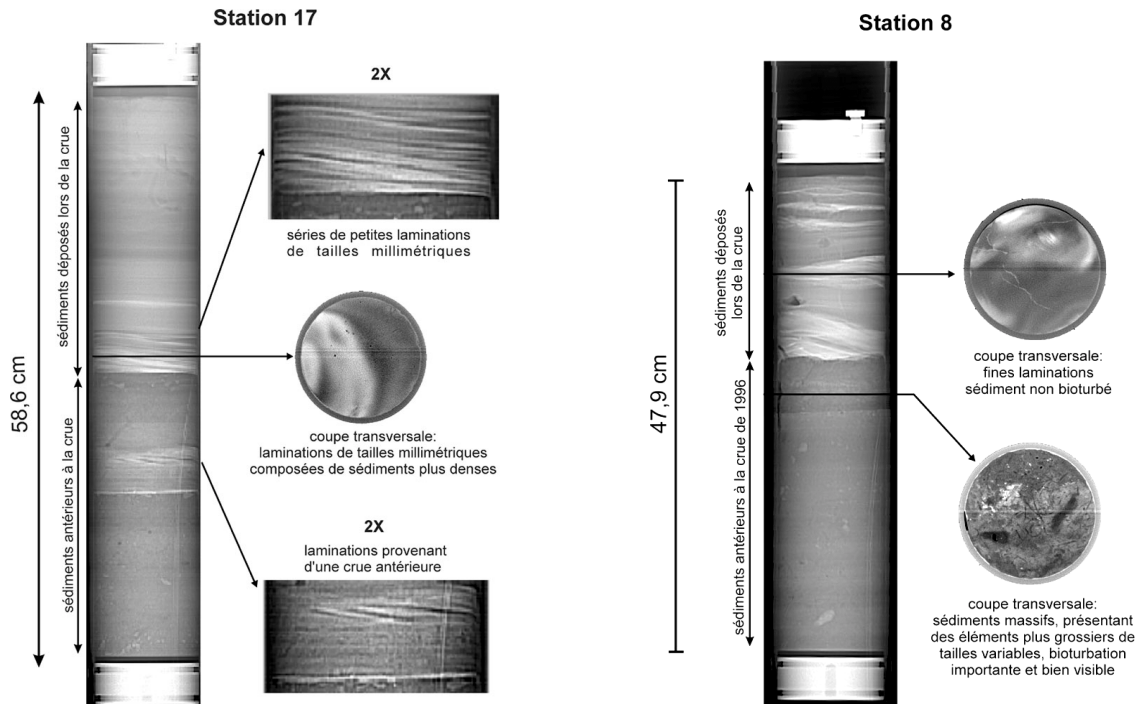 Station 17
58,6 cm
sédiments déposés lors de la crue
sédiments antérieurs à la crue
2X
séries de petites laminations
de tailles millimétriques
coupe transversale:
laminations de tailles millimétriques
composées de sédiments plus denses
2X
laminations provenant
d'une crue antérieure
Station 8
47,9 cm
sédiments déposés
lors de la crue
sédiments antérieurs à la crue de 1996
coupe transversale:
fines laminations
sédiment non bioturbé
coupe transversale:
sédiments massifs, présentant
des éléments plus grossiers de
tailles variables, bioturbation
importante et bien visible